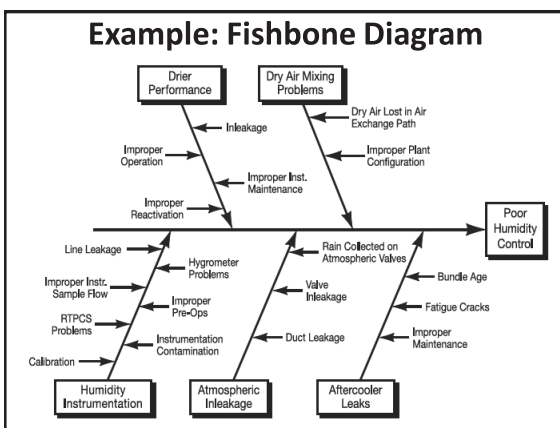 Example: Fishbone Diagram
Drier
Performance
Dry Air Mixing
Problems
Inleakage
Improper
Operation
Improper Inst.
Maintenance
Improper
Reactivation
Dry Air Lost in Air
Exchange Path
Improper Plant
Configuration
Poor
Humidity
Control
Line Leakage
Hygrometer
Problems
Improper Instr.
Sample Flow
Improper
Pre-Ops
RTPCS
Problems
Instrumentation
Contamination
Calibration
Rain Collected on
Atmospheric Valves
Valve
Inleakage
Duct Leakage
Bundle Age
Fatigue Cracks
Improper
Maintenance
Humidity
Instrumentation
Atmospheric
Inleakage
Aftercooler
Leaks